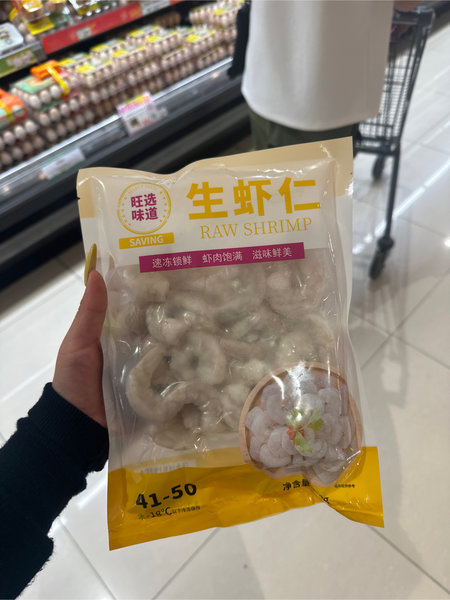 旺选
味道
SAVING
生虾仁
RAW SHRIMP
速冻锁鲜 虾肉饱满 滋味鲜美
41-50
-18℃
净含量